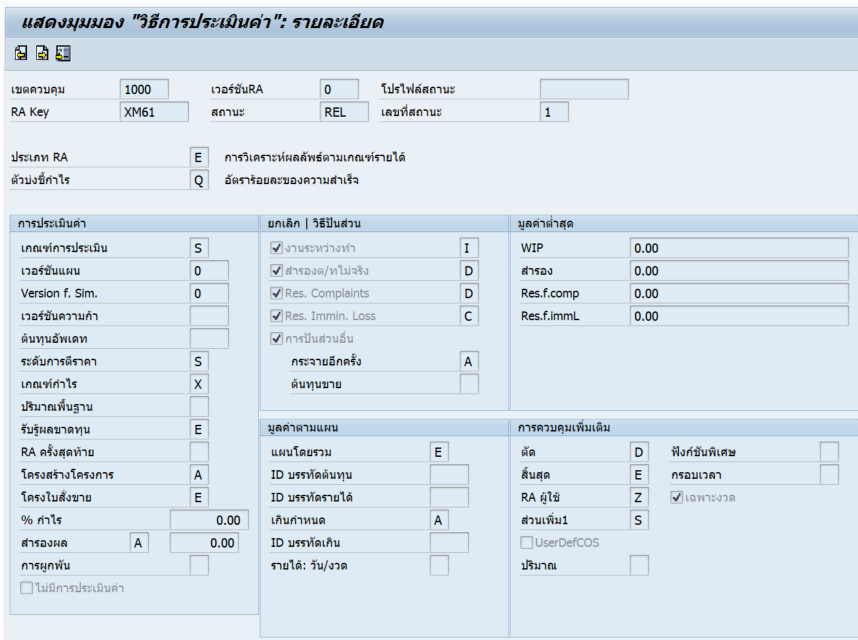 แสดงมุมมอง "วิธีการประเมินค่า": รายละเอียด
เขตควบคุม 1000 เวอร์ชันRA 0 โปรไฟล์สถานะ
RA Key XM61 สถานะ REL เลขที่สถานะ 1
ประเภท RA E การวิเคราะห์ผลลัพธ์ตามเกณฑ์รายได้
ตัวบ่งชี้กำไร Q อัตราร้อยละของความสำเร็จ
การประเมินค่า
เกณฑ์การประเมิน S
เวอร์ชันแผน 0
Version f. Sim. 0
เวอร์ชันความก้า
ต้นทุนอัพเดท
ระดับการตีราคา S
เกณฑ์กำไร X
ปริมาณพื้นฐาน
รับรู้ผลขาดทุน E
RA ครั้งสุดท้าย
โครงสร้างโครงการ A
โครงใบสั่งขาย E
% กำไร 0.00
สำรองผล A 0.00
การผูกพัน
ไม่มีการประเมินค่า
ยกเลิก | วิธีปันส่วน
งานระหว่างทำ I
สำรองต/ทไม่จริง D
Res. Complaints D
Res. Immin. Loss C
การปันส่วนอื่น
กระจายอีกครั้ง A
ต้นทุนขาย
มูลค่าต่ำสุด
WIP 0.00
สำรอง 0.00
Res.f.comp 0.00
Res.f.immL 0.00
มูลค่าตามแผน
แผนโดยรวม E
ID บรรทัดต้นทุน
ID บรรทัดรายได้
เกินกำหนด A
ID บรรทัดเกิน
รายได้: วัน/งวด
การควบคุมเพิ่มเติม
ตัด D ฟังก์ชันพิเศษ
สิ้นสุด E กรอบเวลา
RA ผู้ใช้ Z เฉพาะงวด
ส่วนเพิ่ม1 S
UserDefCOS
ปริมาณ